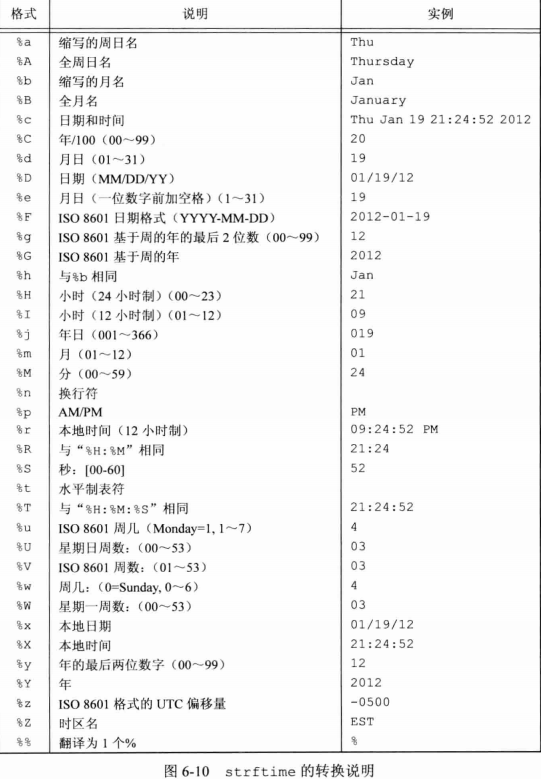 格式 说明 实例
%a 缩写的周日名 Thu
%A 全周日名 Thursday
%b 缩写的月名 Jan
%B 全月名 January
%c 日期和时间 Thu Jan 19 21:24:52 2012
%C 年/100（00～99） 20
%d 月日（01～31） 19
%D 日期（MM/DD/YY） 01/19/12
%e 月日（一位数字前加空格）（1～31） 19
%F ISO 8601 日期格式（YYYY-MM-DD） 2012-01-19
%g ISO 8601 基于周的年的最后 2 位数（00～99） 12
%G ISO 8601 基于周的年 2012
%h 与%b 相同 Jan
%H 小时（24 小时制）（00～23） 21
%I 小时（12 小时制）（01～12） 09
%j 年日（001～366） 019
%m 月（01～12） 01
%M 分（00～59） 24
%n 换行符
%p AM/PM PM
%r 本地时间（12 小时制） 09:24:52 PM
%R 与“%H:%M”相同 21:24
%S 秒：[00-60] 52
%t 水平制表符
%T 与“%H:%M:%S”相同 21:24:52
%u ISO 8601 周几（Monday=1, 1～7） 4
%U 星期日周数：（00～53） 03
%V ISO 8601 周数：（01～53） 03
%w 周几：（0=Sunday, 0～6） 4
%W 星期一周数：（00～53） 03
%x 本地日期 01/19/12
%X 本地时间 21:24:52
%y 年的最后两位数字（00～99） 12
%Y 年 2012
%z ISO 8601 格式的 UTC 偏移量 -0500
%Z 时区名 EST
%% 翻译为 1 个% %
图 6-10 strftime 的转换说明